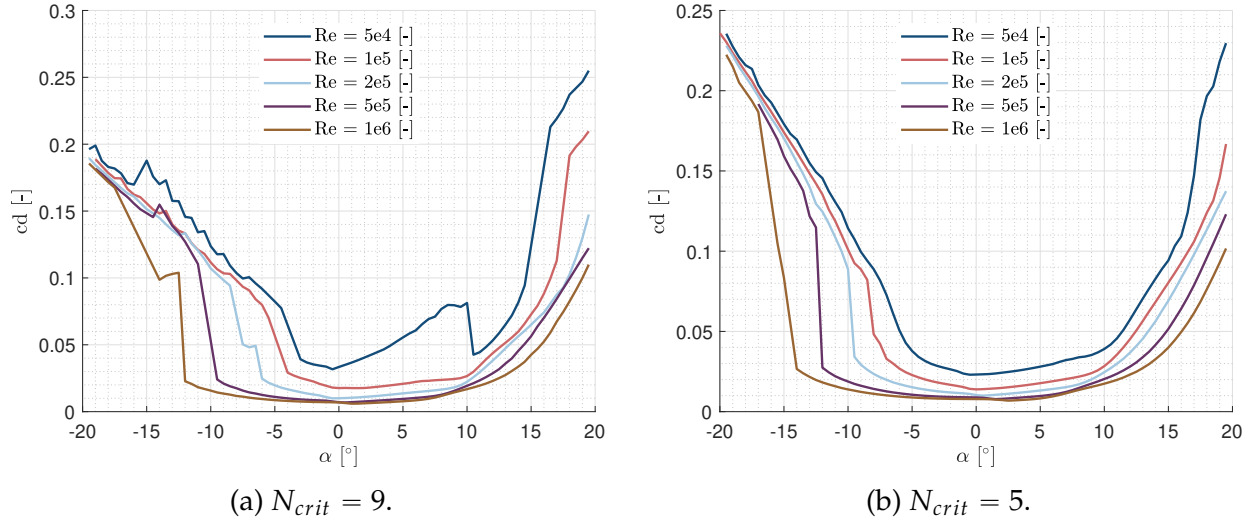 0.3
0.25
0.2
0.15
0.1
0.05
0
cd [-]
Re = 5e4 [-]
Re = 1e5 [-]
Re = 2e5 [-]
Re = 5e5 [-]
Re = 1e6 [-]
-20 -15 -10 -5 0 5 10 15 20
α [°]
(a) N_crit = 9.
0.25
0.2
0.15
0.1
0.05
0
cd [-]
Re = 5e4 [-]
Re = 1e5 [-]
Re = 2e5 [-]
Re = 5e5 [-]
Re = 1e6 [-]
-20 -15 -10 -5 0 5 10 15 20
α [°]
(b) N_crit = 5.